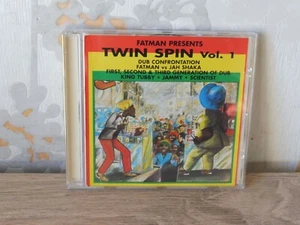 FATMAN PRESENTS
TWIN SPIN Vol. 1
DUB CONFRONTATION
FATMAN vs JAH SHAKA
FIRST, SECOND & THIRD GENERATION OF DUB
KING TUBBY • JAMMY • SCIENTIST